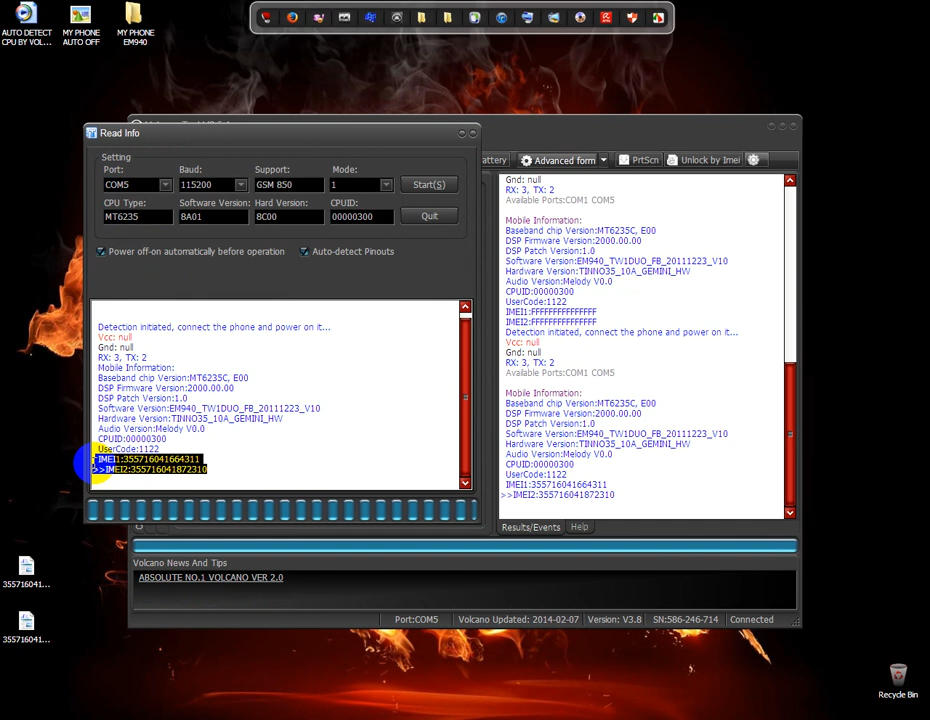 AUTO DETECT
CPU BY VOL...
MY PHONE
AUTO OFF
MY PHONE
EM940
Read Info
Setting
Port:
Baud:
Support:
Mode:
COM5
115200
GSM 850
1
Start(S)
CPU Type:
Software Version:
Hard Version:
CPUID:
MT6235
8A01
8C00
00000300
Quit
Power off-on automatically before operation
Auto-detect Pinouts
Detection initiated, connect the phone and power on it...
Vcc: null
Gnd: null
RX: 3, TX: 2
Mobile Information:
Baseband chip Version:MT6235C, E00
DSP Firmware Version:2000.00.00
DSP Patch Version:1.0
Software Version:EM940_TW1DUO_FB_20111223_V10
Hardware Version:TINNO35_10A_GEMINI_HW
Audio Version:Melody V0.0
CPUID:00000300
UserCode:1122
IMEI1:355716041664311
>>IMEI2:355716041872310
attery
Advanced form
PrtScn
Unlock by Imei
Gnd: null
RX: 3, TX: 2
Available Ports:COM1 COM5
Mobile Information:
Baseband chip Version:MT6235C, E00
DSP Firmware Version:2000.00.00
DSP Patch Version:1.0
Software Version:EM940_TW1DUO_FB_20111223_V10
Hardware Version:TINNO35_10A_GEMINI_HW
Audio Version:Melody V0.0
CPUID:00000300
UserCode:1122
IMEI1:FFFFFFFFFFFFFFF
IMEI2:FFFFFFFFFFFFFFF
Detection initiated, connect the phone and power on it...
Vcc: null
Gnd: null
RX: 3, TX: 2
Available Ports:COM1 COM5
Mobile Information:
Baseband chip Version:MT6235C, E00
DSP Firmware Version:2000.00.00
DSP Patch Version:1.0
Software Version:EM940_TW1DUO_FB_20111223_V10
Hardware Version:TINNO35_10A_GEMINI_HW
Audio Version:Melody V0.0
CPUID:00000300
UserCode:1122
IMEI1:355716041664311
>>IMEI2:355716041872310
Results/Events
Help
Volcano News And Tips
ABSOLUTE NO.1 VOLCANO VER 2.0
Port:COM5
Volcano Updated: 2014-02-07
Version: V3.8
SN:586-246-714
Connected
355716041...
355716041...
Recycle Bin